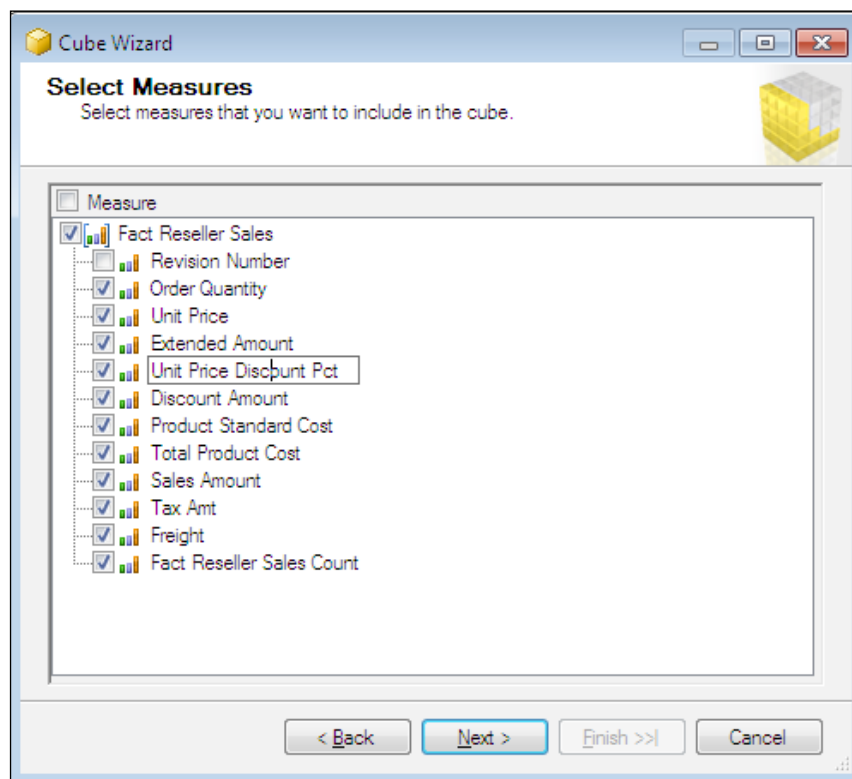 Cube Wizard
Select Measures
Select measures that you want to include in the cube.
Measure
Fact Reseller Sales
Revision Number
Order Quantity
Unit Price
Extended Amount
Unit Price Discount Pct
Discount Amount
Product Standard Cost
Total Product Cost
Sales Amount
Tax Amt
Freight
Fact Reseller Sales Count
< Back Next > Finish >>| Cancel